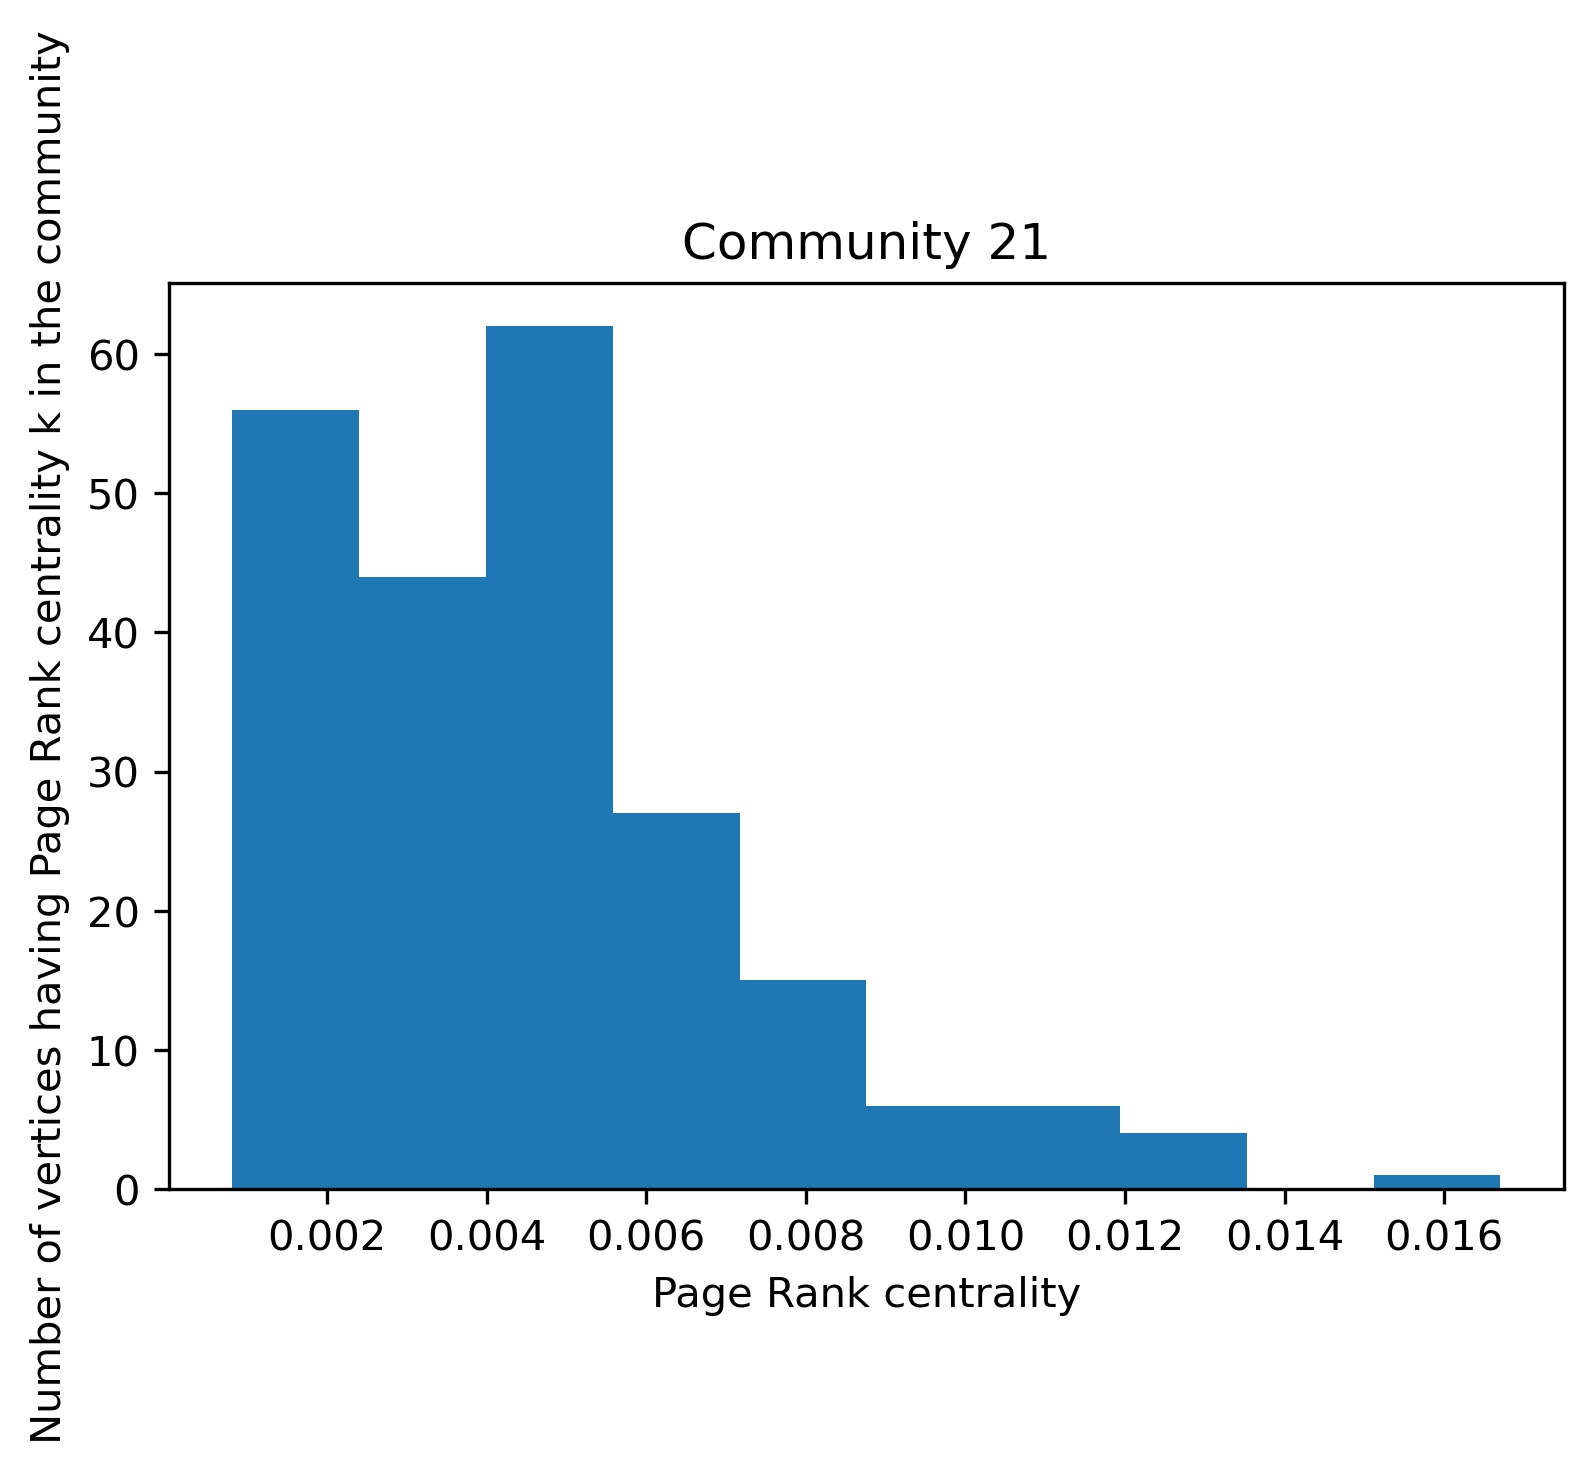 Community 21
Number of vertices having Page Rank centrality k in the community
60
50
40
30
20
10
0
0.002 0.004 0.006 0.008 0.010 0.012 0.014 0.016
Page Rank centrality